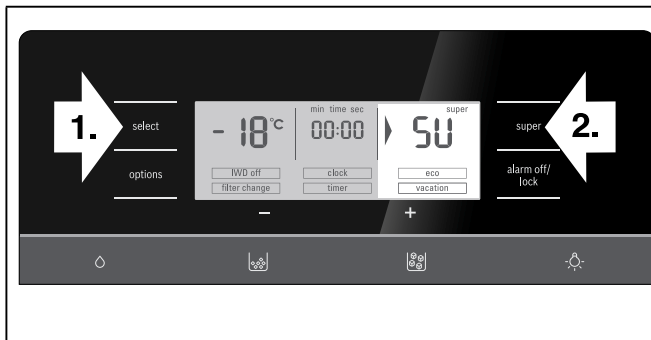 1.
select
options
- 18°C
IWD off
filter change
min time sec
00:00
clock
timer
super
SU
eco
vacation
super
2.
alarm off/
lock
− +